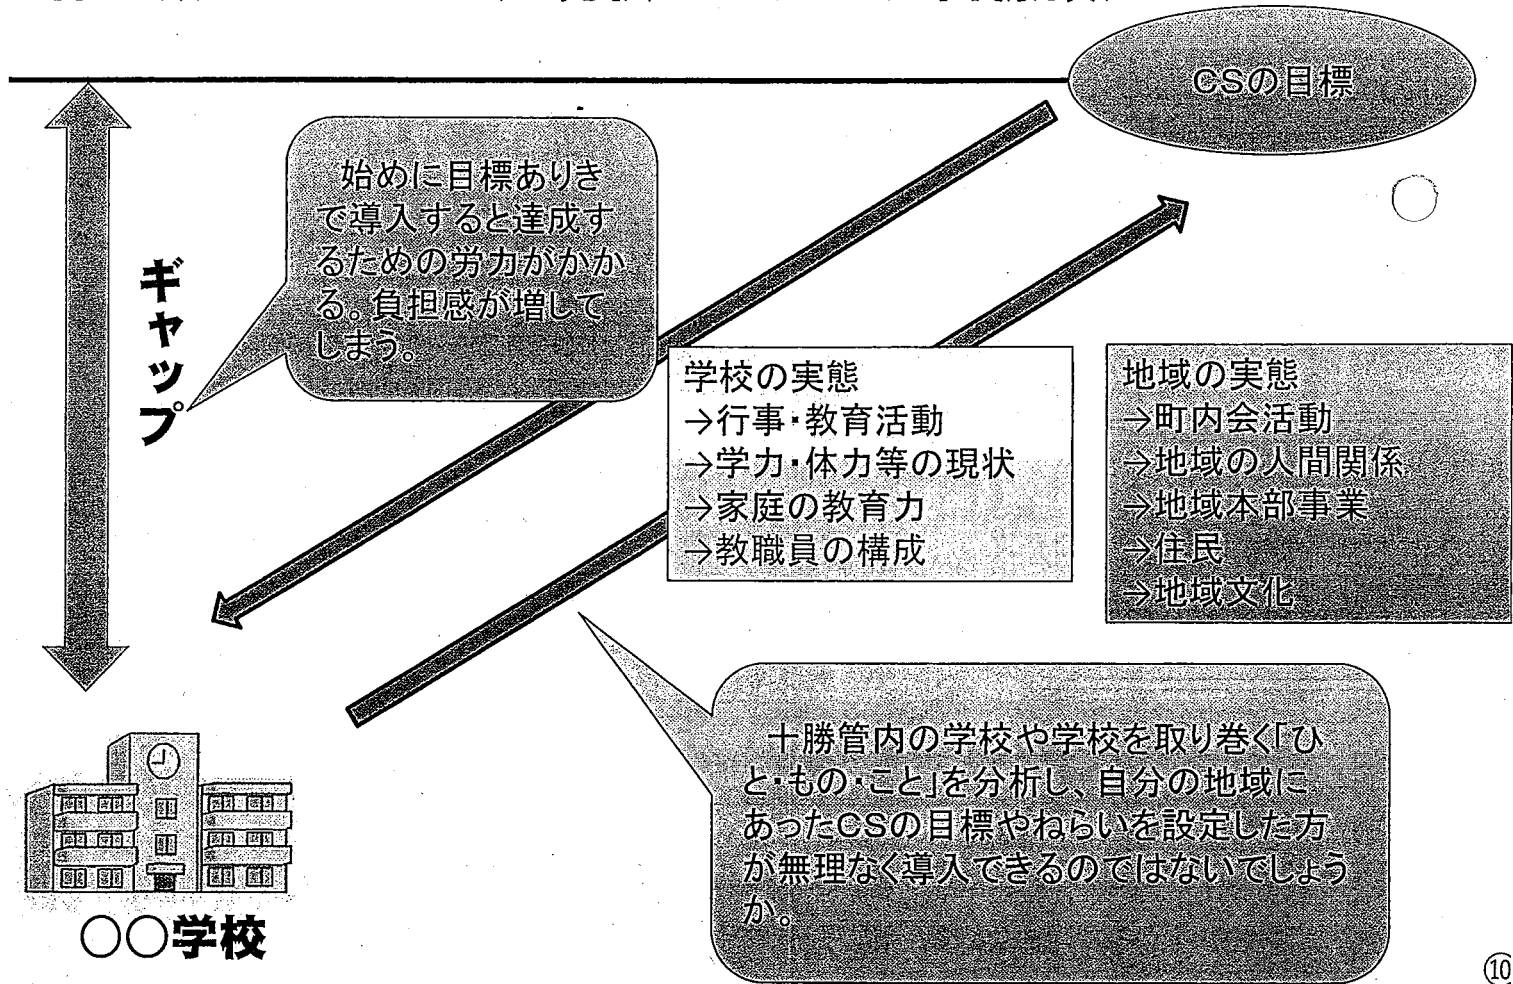 CSの目標
始めに目標ありき
で導入すると達成す
るための労力がかか
る。負担感が増して
しまう。
ギャップ
学校の実態
→行事・教育活動
→学力・体力等の現状
→家庭の教育力
→教職員の構成
地域の実態
→町内会活動
→地域の人間関係
→地域本部事業
→住民
→地域文化
十勝管内の学校や学校を取り巻く「ひ
と・もの・こと」を分析し、自分の地域に
あったCSの目標やねらいを設定した方
が無理なく導入できるのではないでしょう
か。
○○学校
⑩